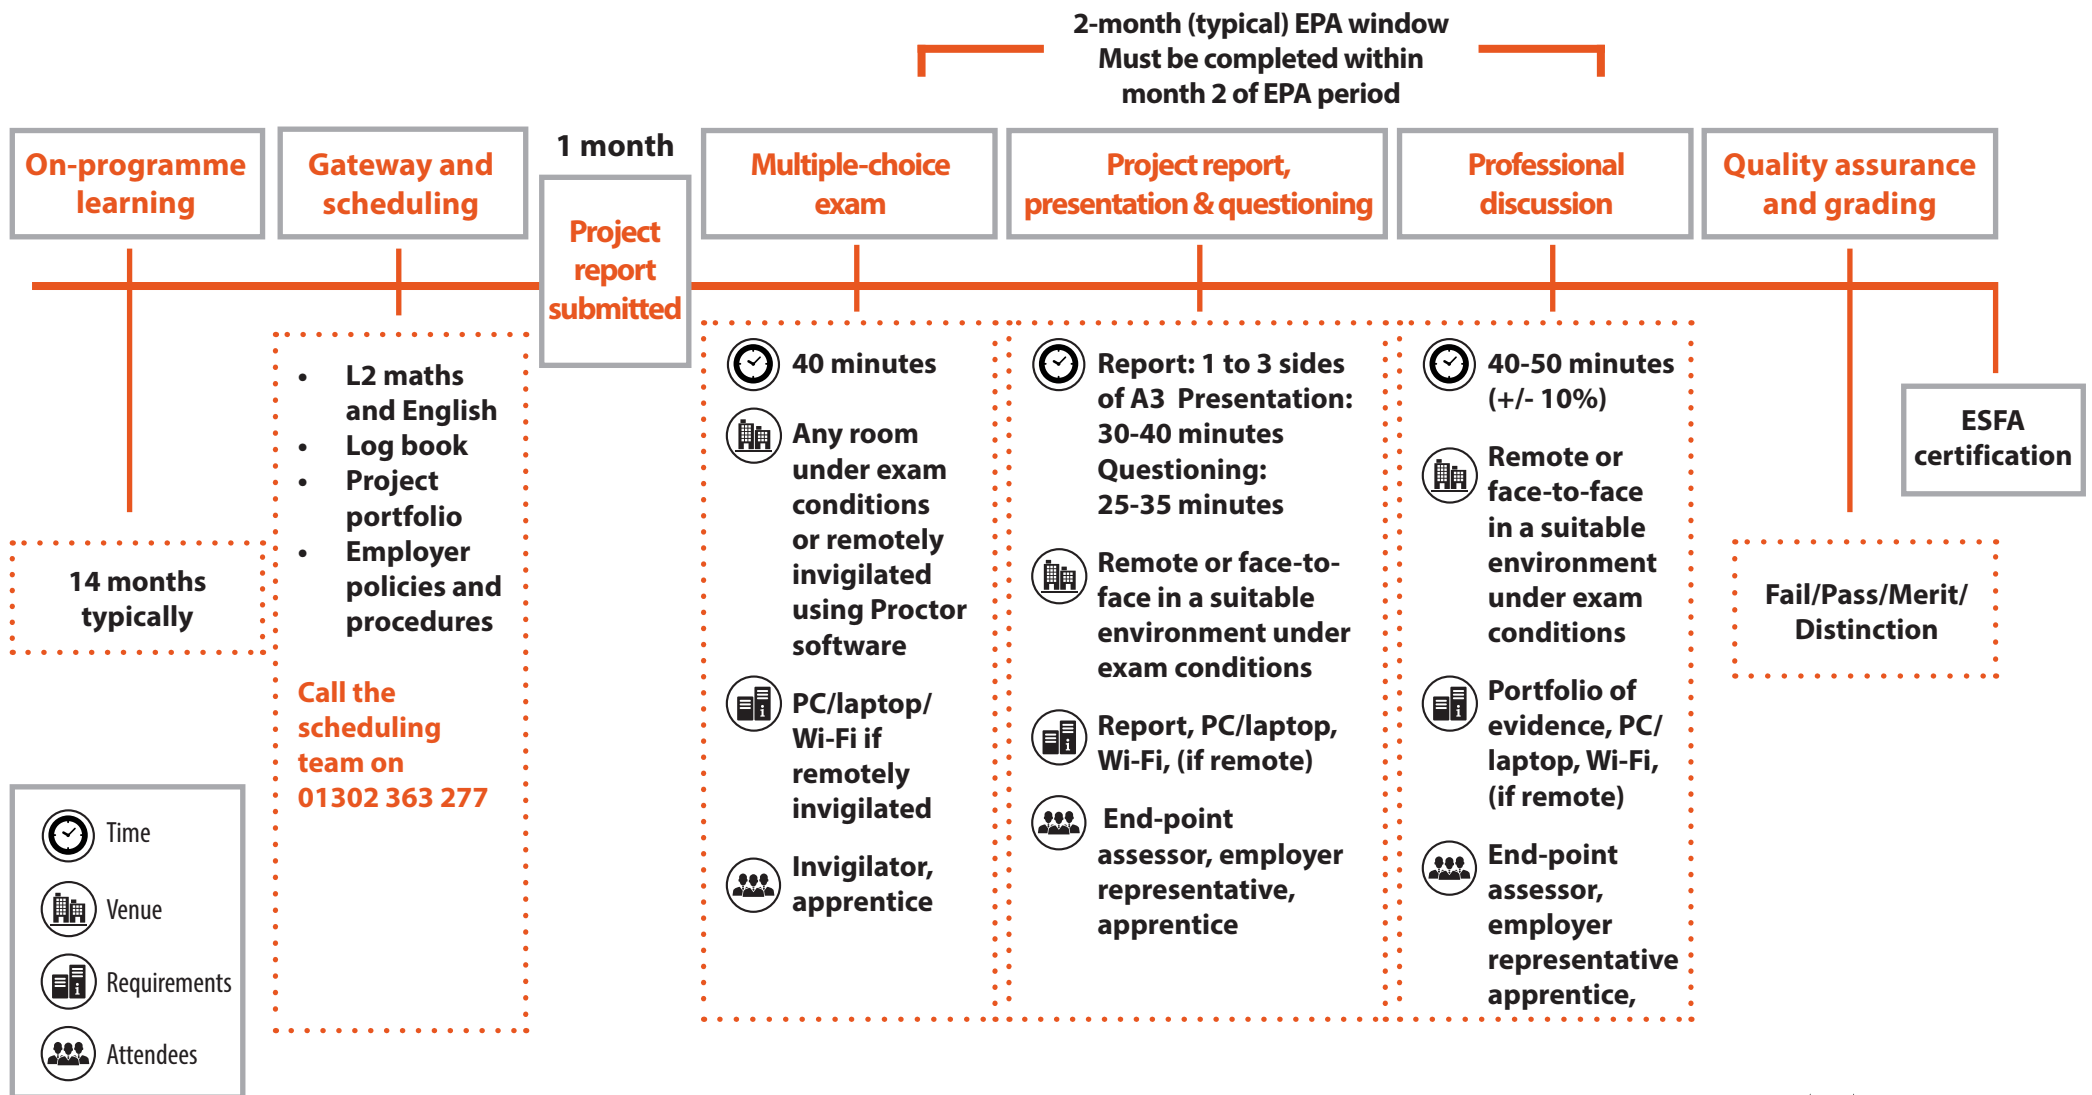 2-month (typical) EPA window
Must be completed within
month 2 of EPA period
On-programme
learning
Gateway and
scheduling
1 month
Project
report
submitted
Multiple-choice
exam
Project report,
presentation & questioning
Professional
discussion
Quality assurance
and grading
14 months
typically
• L2 maths
and English
• Log book
• Project
portfolio
• Employer
policies and
procedures
Call the
scheduling
team on
01302 363 277
40 minutes
Any room
under exam
conditions
or remotely
invigilated
using Proctor
software
PC/laptop/
Wi-Fi if
remotely
invigilated
Invigilator,
apprentice
Report: 1 to 3 sides
of A3 Presentation:
30-40 minutes
Questioning:
25-35 minutes
Remote or face-to-
face in a suitable
environment under
exam conditions
Report, PC/laptop,
Wi-Fi, (if remote)
End-point
assessor, employer
representative,
apprentice
40-50 minutes
(+/- 10%)
Remote or
face-to-face
in a suitable
environment
under exam
conditions
Portfolio of
evidence, PC/
laptop, Wi-Fi,
(if remote)
End-point
assessor,
employer
representative
apprentice,
Fail/Pass/Merit/
Distinction
ESFA
certification
Time
Venue
Requirements
Attendees